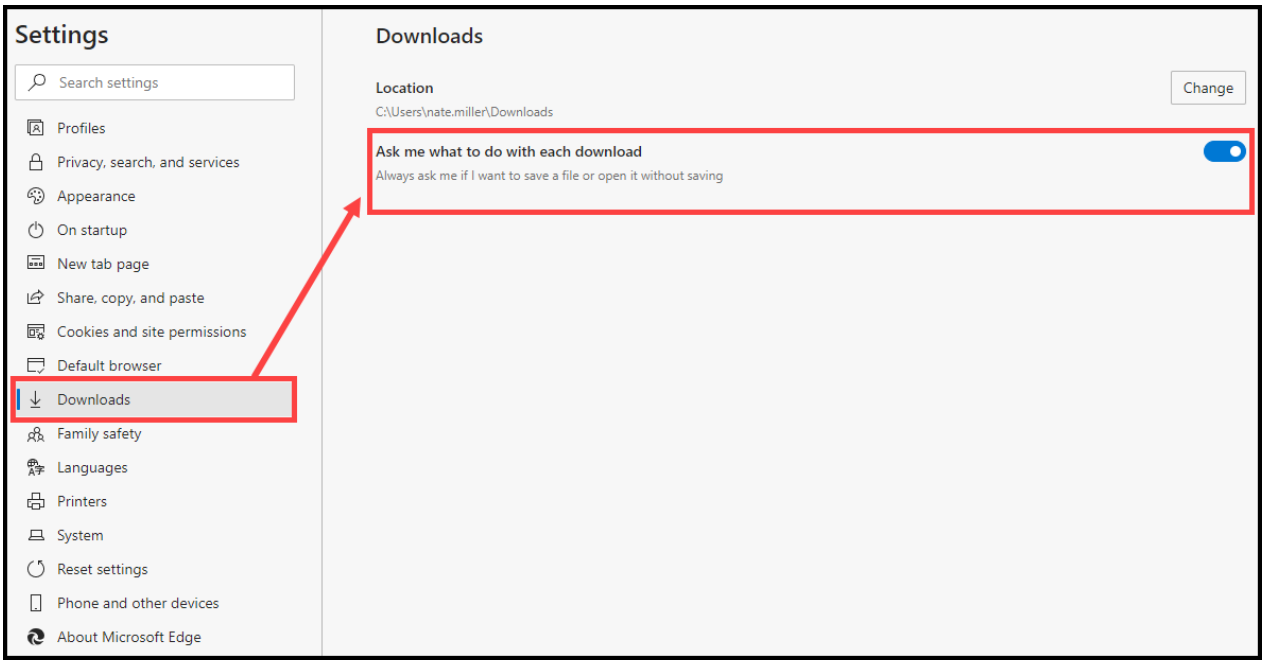 Settings
Search settings
Profiles
Privacy, search, and services
Appearance
On startup
New tab page
Share, copy, and paste
Cookies and site permissions
Default browser
Downloads
Family safety
Languages
Printers
System
Reset settings
Phone and other devices
About Microsoft Edge
Downloads
Location
Change
C:\Users\nate.miller\Downloads
Ask me what to do with each download
Always ask me if I want to save a file or open it without saving